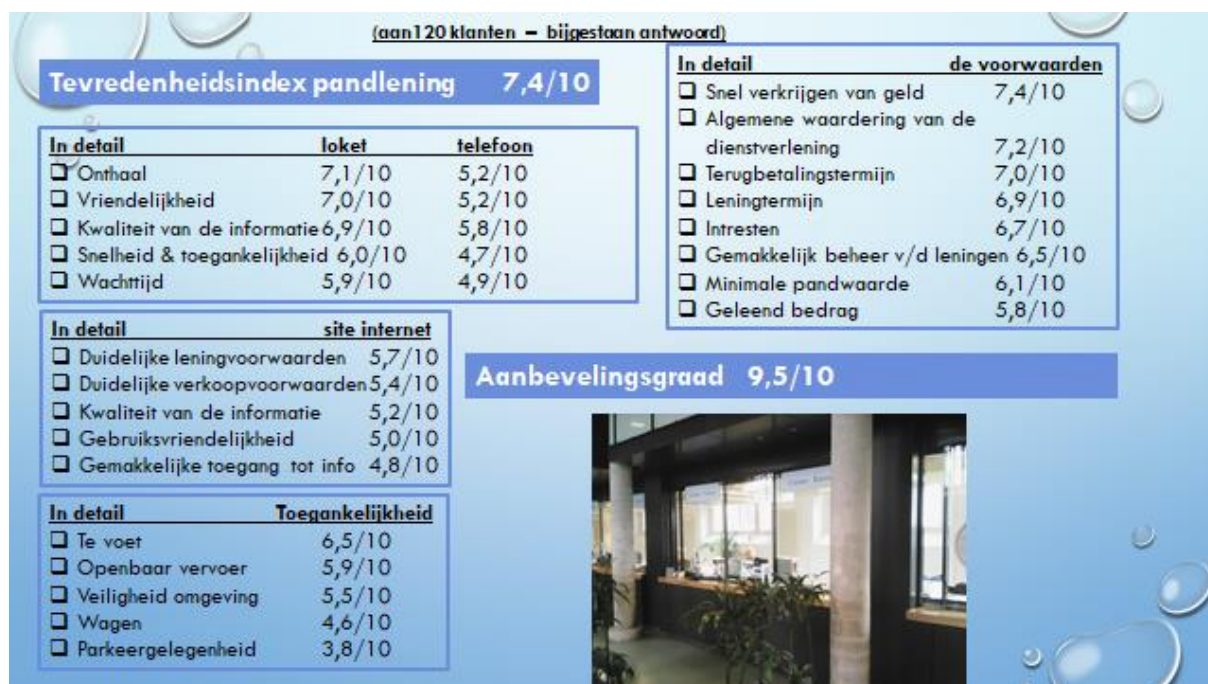 (aan120 klanten – bijgestaan antwoord)
Tevredenheidsindex pandlening 7,4/10
In detail loket telefoon
❑ Onthaal 7,1/10 5,2/10
❑ Vriendelijkheid 7,0/10 5,2/10
❑ Kwaliteit van de informatie 6,9/10 5,8/10
❑ Snelheid & toegankelijkheid 6,0/10 4,7/10
❑ Wachttijd 5,9/10 4,9/10
In detail site internet
❑ Duidelijke leningvoorwaarden 5,7/10
❑ Duidelijke verkoopvoorwaarden 5,4/10
❑ Kwaliteit van de informatie 5,2/10
❑ Gebruiksvriendelijkheid 5,0/10
❑ Gemakkelijke toegang tot info 4,8/10
In detail Toegankelijkheid
❑ Te voet 6,5/10
❑ Openbaar vervoer 5,9/10
❑ Veiligheid omgeving 5,5/10
❑ Wagen 4,6/10
❑ Parkeergelegenheid 3,8/10
In detail de voorwaarden
❑ Snel verkrijgen van geld 7,4/10
❑ Algemene waardering van de
dienstverlening 7,2/10
❑ Terugbetalingstermijn 7,0/10
❑ Leningtermijn 6,9/10
❑ Intresten 6,7/10
❑ Gemakkelijk beheer v/d leningen 6,5/10
❑ Minimale pandwaarde 6,1/10
❑ Geleend bedrag 5,8/10
Aanbevelingsgraad 9,5/10